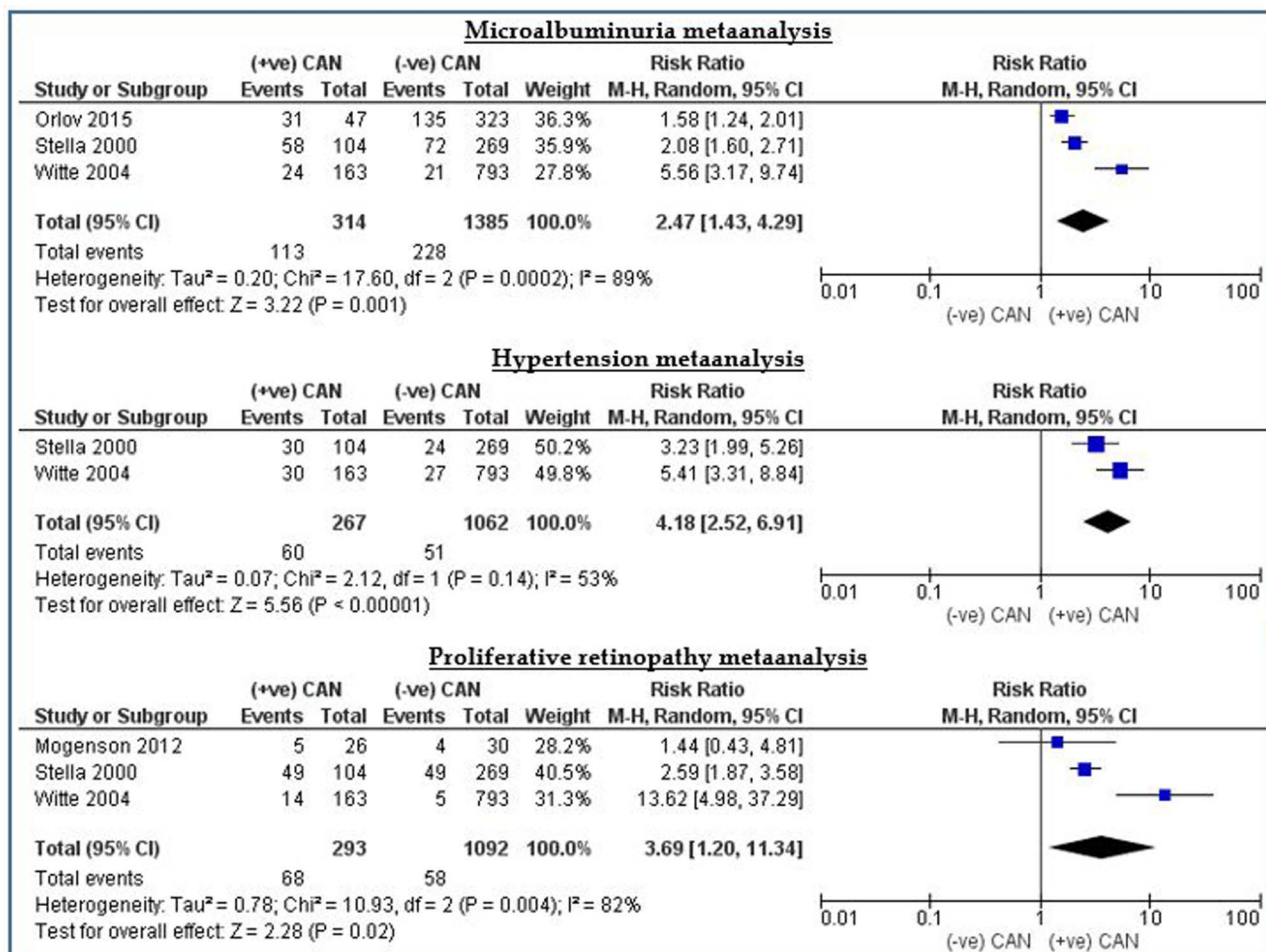 Microalbuminuria metaanalysis
(+ve) CAN (-ve) CAN Risk Ratio Risk Ratio
Study or Subgroup Events Total Events Total Weight M-H, Random, 95% CI M-H, Random, 95% CI
Orlov 2015 31 47 135 323 36.3% 1.58 [1.24, 2.01]
Stella 2000 58 104 72 269 35.9% 2.08 [1.60, 2.71]
Witte 2004 24 163 21 793 27.8% 5.56 [3.17, 9.74]
Total (95% CI) 314 1385 100.0% 2.47 [1.43, 4.29]
Total events 113 228
Heterogeneity: Tau² = 0.20; Chi² = 17.60, df = 2 (P = 0.0002); I² = 89%
Test for overall effect: Z = 3.22 (P = 0.001)
0.01 0.1 1 10 100
(-ve) CAN (+ve) CAN
Hypertension metaanalysis
(+ve) CAN (-ve) CAN Risk Ratio Risk Ratio
Study or Subgroup Events Total Events Total Weight M-H, Random, 95% CI M-H, Random, 95% CI
Stella 2000 30 104 24 269 50.2% 3.23 [1.99, 5.26]
Witte 2004 30 163 27 793 49.8% 5.41 [3.31, 8.84]
Total (95% CI) 267 1062 100.0% 4.18 [2.52, 6.91]
Total events 60 51
Heterogeneity: Tau² = 0.07; Chi² = 2.12, df = 1 (P = 0.14); I² = 53%
Test for overall effect: Z = 5.56 (P < 0.00001)
0.01 0.1 1 10 100
(-ve) CAN (+ve) CAN
Proliferative retinopathy metaanalysis
(+ve) CAN (-ve) CAN Risk Ratio Risk Ratio
Study or Subgroup Events Total Events Total Weight M-H, Random, 95% CI M-H, Random, 95% CI
Mogenson 2012 5 26 4 30 28.2% 1.44 [0.43, 4.81]
Stella 2000 49 104 49 269 40.5% 2.59 [1.87, 3.58]
Witte 2004 14 163 5 793 31.3% 13.62 [4.98, 37.29]
Total (95% CI) 293 1092 100.0% 3.69 [1.20, 11.34]
Total events 68 58
Heterogeneity: Tau² = 0.78; Chi² = 10.93, df = 2 (P = 0.004); I² = 82%
Test for overall effect: Z = 2.28 (P = 0.02)
0.01 0.1 1 10 100
(-ve) CAN (+ve) CAN